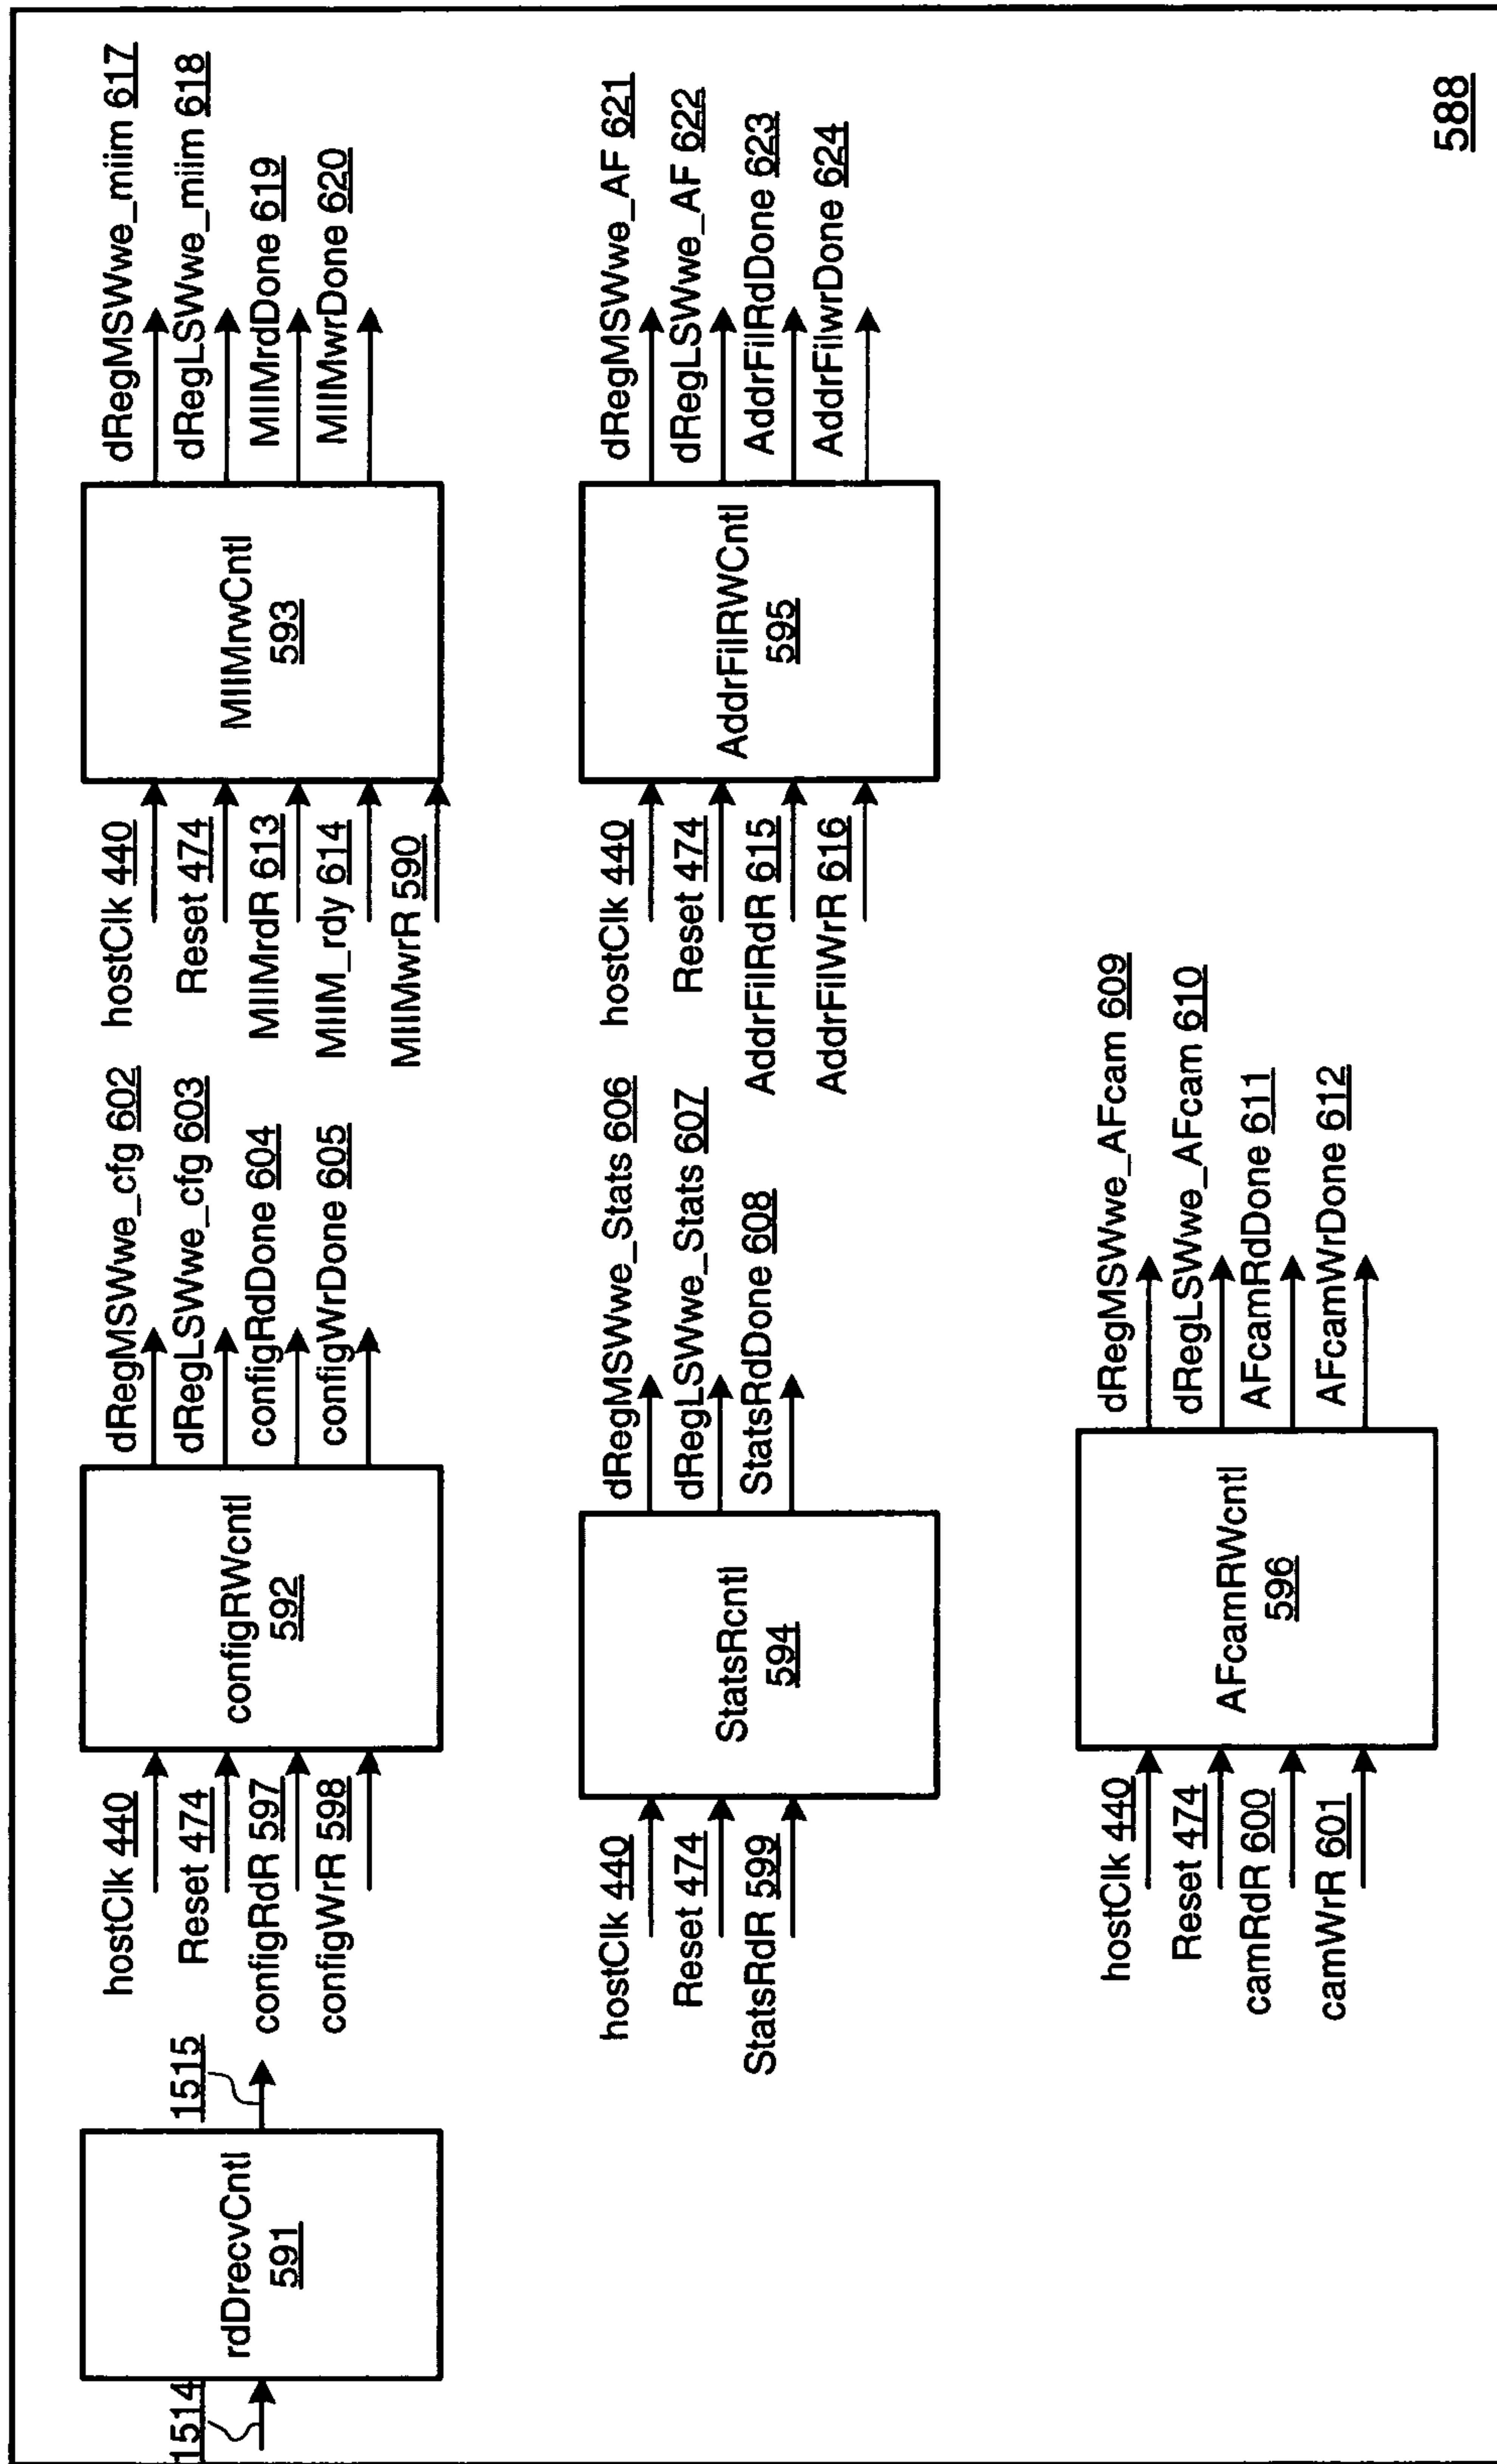 1514
rdDrecvCntl
591
1515
hostClk 440
Reset 474
configRdR 597
configWrR 598
configRWcntl
592
dRegMSWwe_cfg 602
dRegLSWwe_cfg 603
configRdDone 604
configWrDone 605
hostClk 440
Reset 474
MIIMrdR 613
MIIM_rdy 614
MIIMwrR 590
MIIMrwCntl
593
dRegMSWwe_miim 617
dRegLSWwe_miim 618
MIIMrdDone 619
MIIMwrDone 620
hostClk 440
Reset 474
StatsRdR 599
StatsRcntl
594
dRegMSWwe_Stats 606
dRegLSWwe_Stats 607
StatsRdDone 608
hostClk 440
Reset 474
AddrFilRdR 615
AddrFilWrR 616
AddrFilRWCntl
595
dRegMSWwe_AF 621
dRegLSWwe_AF 622
AddrFilRdDone 623
AddrFilwrDone 624
hostClk 440
Reset 474
camRdR 600
camWrR 601
AFcamRWcntl
596
dRegMSWwe_AFcam 609
dRegLSWwe_AFcam 610
AFcamRdDone 611
AFcamWrDone 612
588